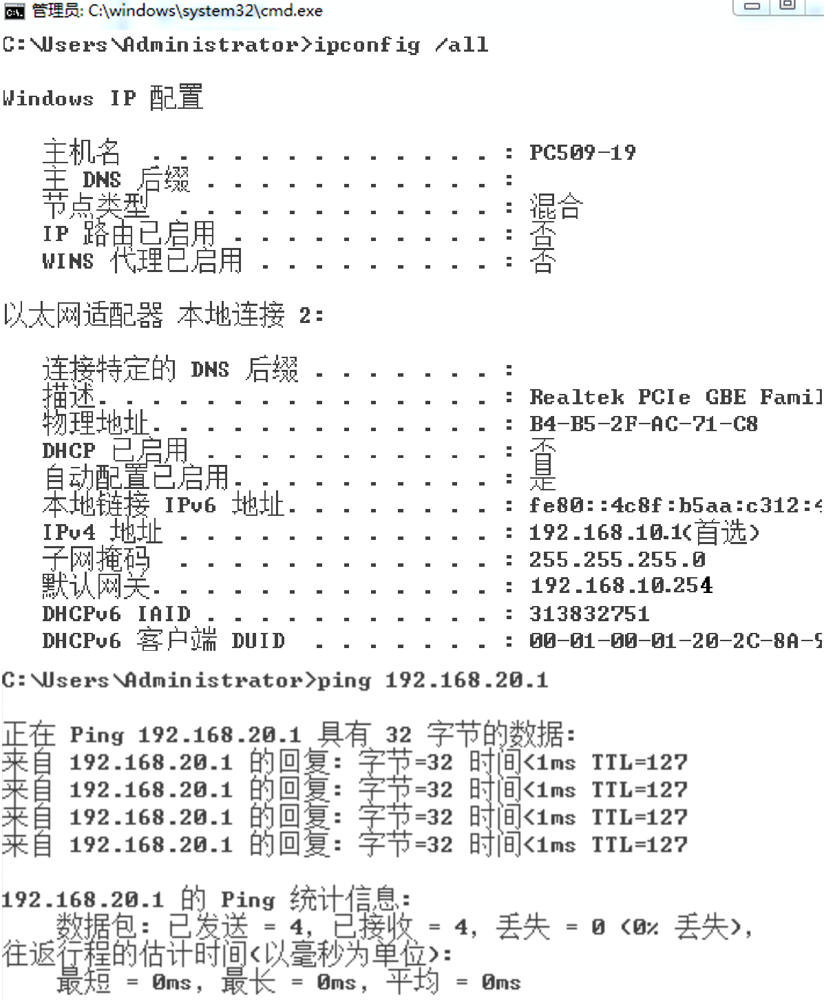 管理员: C:\windows\system32\cmd.exe
C:\Users\Administrator>ipconfig /all
Windows IP 配置
主机名 . . . . . . . . . . . . . . : PC509-19
主 DNS 后缀 . . . . . . . . . . . . :
节点类型 . . . . . . . . . . . . . : 混合
IP 路由已启用 . . . . . . . . . . . : 否
WINS 代理已启用 . . . . . . . . . . : 否
以太网适配器 本地连接 2:
连接特定的 DNS 后缀 . . . . . . . . :
描述. . . . . . . . . . . . . . . . : Realtek PCIe GBE Famil
物理地址. . . . . . . . . . . . . . : B4-B5-2F-AC-71-C8
DHCP 已启用 . . . . . . . . . . . . : 否
自动配置已启用. . . . . . . . . . . : 是
本地链接 IPv6 地址. . . . . . . . . : fe80::4c8f:b5aa:c312:4
IPv4 地址 . . . . . . . . . . . . . : 192.168.10.1(首选)
子网掩码 . . . . . . . . . . . . . : 255.255.255.0
默认网关. . . . . . . . . . . . . . : 192.168.10.254
DHCPv6 IAID . . . . . . . . . . . . : 313832751
DHCPv6 客户端 DUID . . . . . . . . : 00-01-00-01-20-2C-8A-9
C:\Users\Administrator>ping 192.168.20.1
正在 Ping 192.168.20.1 具有 32 字节的数据:
来自 192.168.20.1 的回复: 字节=32 时间<1ms TTL=127
来自 192.168.20.1 的回复: 字节=32 时间<1ms TTL=127
来自 192.168.20.1 的回复: 字节=32 时间<1ms TTL=127
来自 192.168.20.1 的回复: 字节=32 时间<1ms TTL=127
192.168.20.1 的 Ping 统计信息:
数据包: 已发送 = 4, 已接收 = 4, 丢失 = 0 (0% 丢失),
往返行程的估计时间(以毫秒为单位):
最短 = 0ms, 最长 = 0ms, 平均 = 0ms